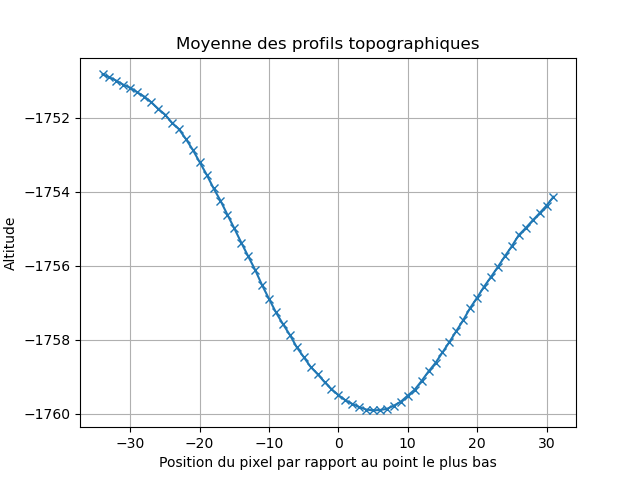 Moyenne des profils topographiques
Altitude
−1752
−1754
−1756
−1758
−1760
−30 −20 −10 0 10 20 30
Position du pixel par rapport au point le plus bas